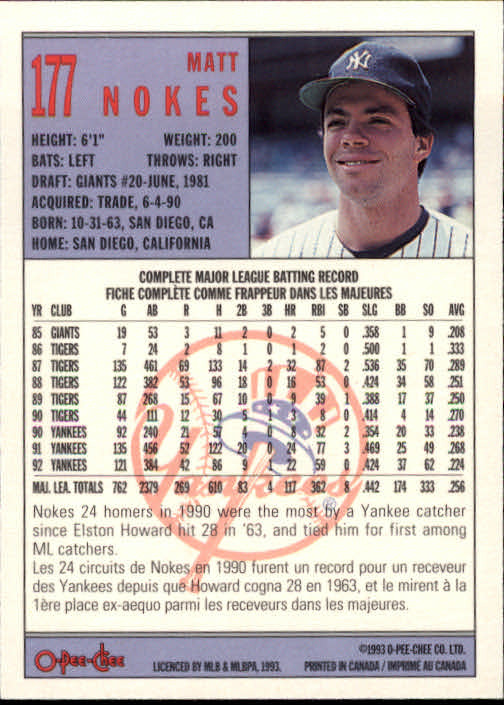 177 MATT NOKES
HEIGHT: 6'1" WEIGHT: 200
BATS: LEFT THROWS: RIGHT
DRAFT: GIANTS #20-JUNE, 1981
ACQUIRED: TRADE, 6-4-90
BORN: 10-31-63, SAN DIEGO, CA
HOME: SAN DIEGO, CALIFORNIA
COMPLETE MAJOR LEAGUE BATTING RECORD
FICHE COMPLÈTE COMME FRAPPEUR DANS LES MAJEURES
YR CLUB G AB R H 2B 3B HR RBI SB SLG BB SO AVG
85 GIANTS 19 53 3 11 2 0 2 5 0 .358 1 9 .208
86 TIGERS 7 24 2 8 1 0 1 2 0 .500 1 1 .333
87 TIGERS 135 461 69 133 14 2 32 87 2 .536 35 70 .289
88 TIGERS 122 382 53 96 18 0 16 53 0 .424 34 58 .251
89 TIGERS 87 268 15 67 10 0 9 39 1 .388 17 37 .250
90 TIGERS 44 111 12 30 5 1 3 8 0 .414 4 14 .270
90 YANKEES 92 240 21 57 4 0 8 32 2 .354 20 33 .238
91 YANKEES 135 456 52 122 20 0 24 77 3 .469 25 49 .268
92 YANKEES 121 384 42 86 9 1 22 59 0 .424 37 62 .224
MAJ. LEA. TOTALS 762 2379 269 610 83 4 117 362 8 .442 174 333 .256
Yankees
Nokes 24 homers in 1990 were the most by a Yankee catcher
since Elston Howard hit 28 in '63, and tied him for first among
ML catchers.
Les 24 circuits de Nokes en 1990 furent un record pour un receveur
des Yankees depuis que Howard cogna 28 en 1963, et le mirent à la
1ère place ex-aequo parmi les receveurs dans les majeures.
O-PEE-CHEE
©1993 O-PEE-CHEE CO. LTD.
LICENCED BY MLB & MLBPA, 1993. PRINTED IN CANADA / IMPRIMÉ AU CANADA